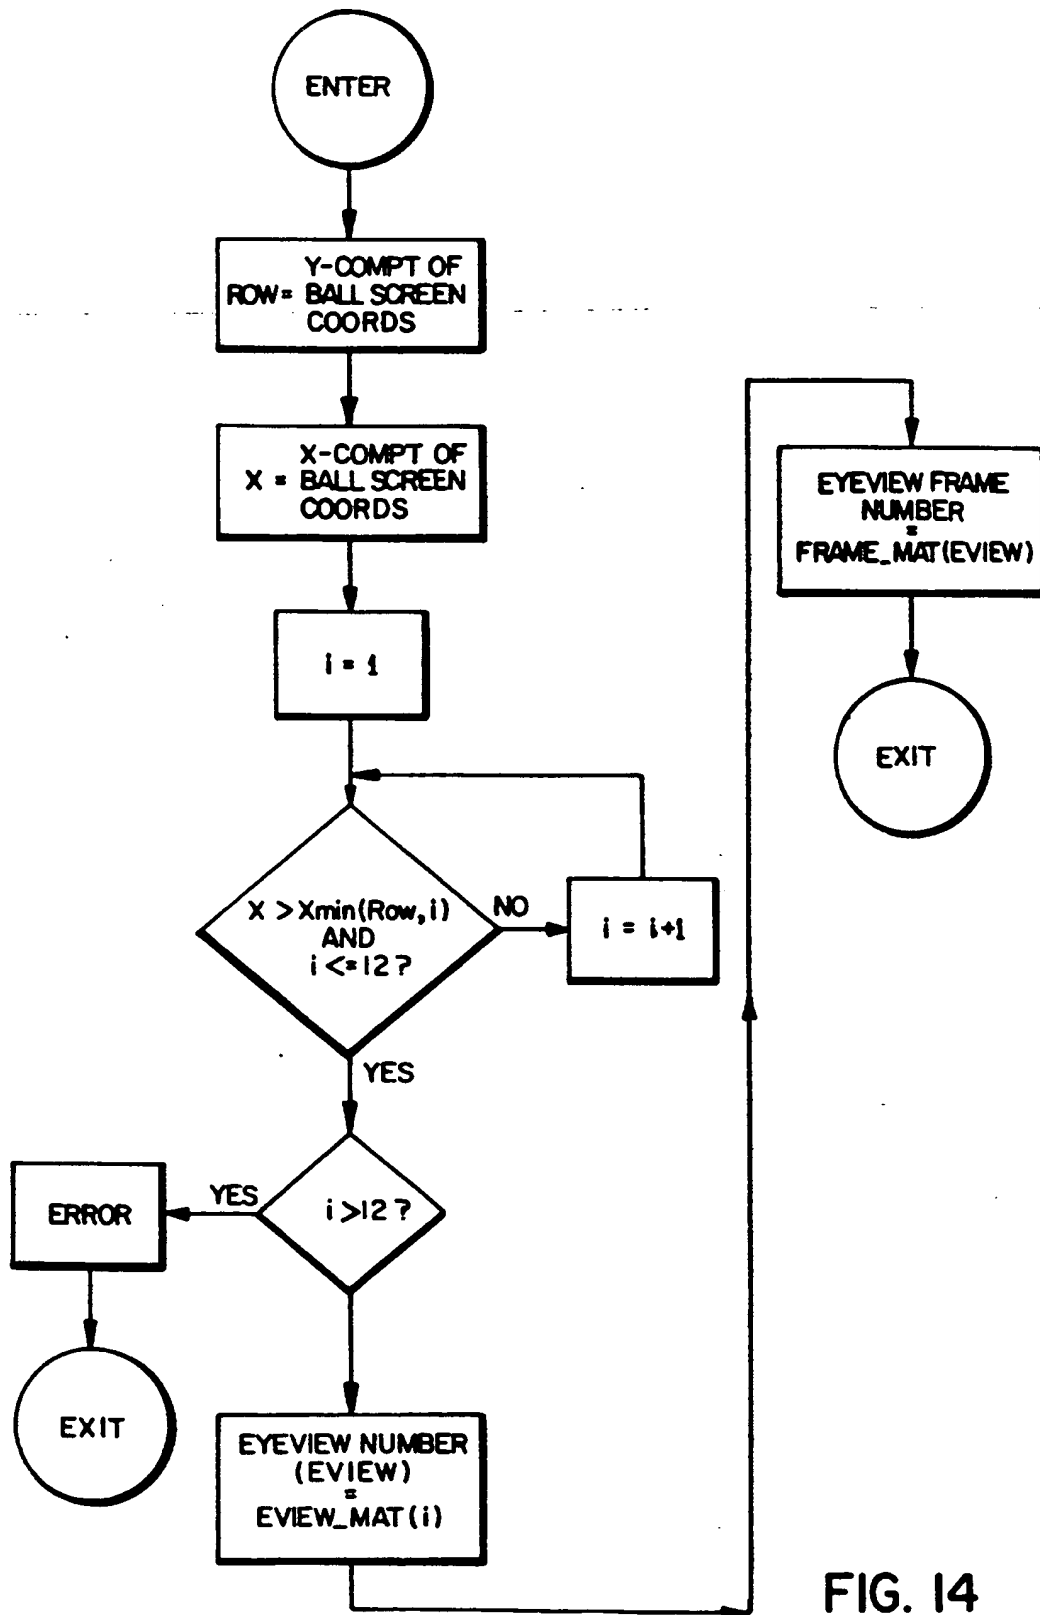 ENTER
Y-COMPT OF
ROW = BALL SCREEN
COORDS
X-COMPT OF
X = BALL SCREEN
COORDS
i = 1
X > Xmin(Row, i)
AND
i <= 12 ?
NO
i = i+1
YES
i > 12 ?
YES
ERROR
EXIT
EYEVIEW NUMBER
(EVIEW)
=
EVIEW_MAT(i)
EYEVIEW FRAME
NUMBER
=
FRAME_MAT(EVIEW)
EXIT
FIG. 14